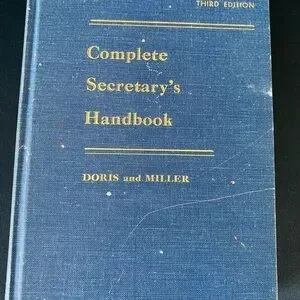 THIRD EDITION
Complete
Secretary's
Handbook
DORIS and MILLER